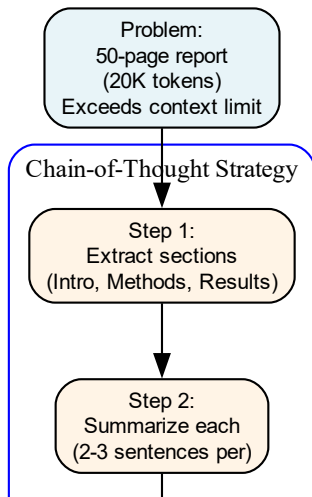 Problem:
50-page report
(20K tokens)
Exceeds context limit
Chain-of-Thought Strategy
Step 1:
Extract sections
(Intro, Methods, Results)
Step 2:
Summarize each
(2-3 sentences per)